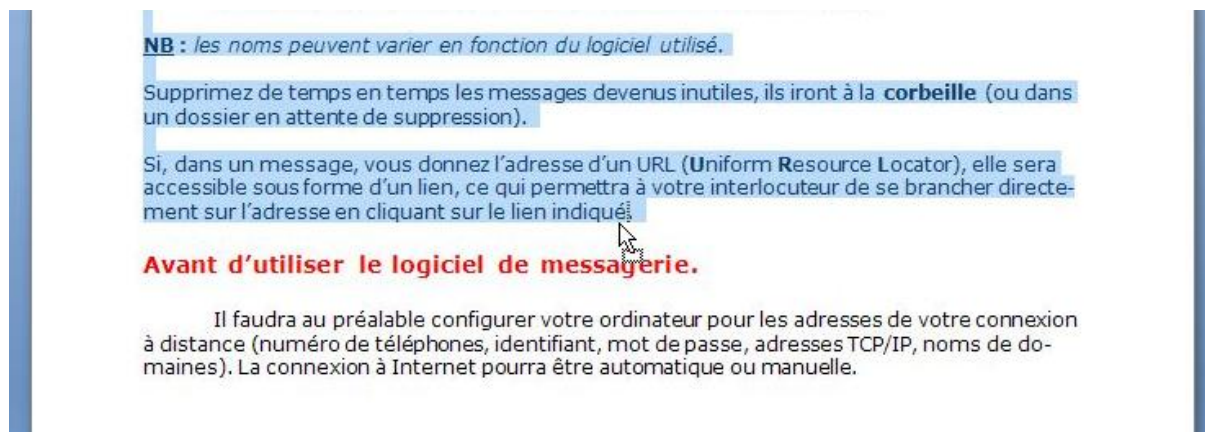 NB : les noms peuvent varier en fonction du logiciel utilisé.
Supprimez de temps en temps les messages devenus inutiles, ils iront à la corbeille (ou dans
un dossier en attente de suppression).
Si, dans un message, vous donnez l’adresse d’un URL (Uniform Resource Locator), elle sera
accessible sous forme d’un lien, ce qui permettra à votre interlocuteur de se brancher directe-
ment sur l’adresse en cliquant sur le lien indiqué.
Avant d’utiliser le logiciel de messagerie.
Il faudra au préalable configurer votre ordinateur pour les adresses de votre connexion
à distance (numéro de téléphones, identifiant, mot de passe, adresses TCP/IP, noms de do-
maines). La connexion à Internet pourra être automatique ou manuelle.